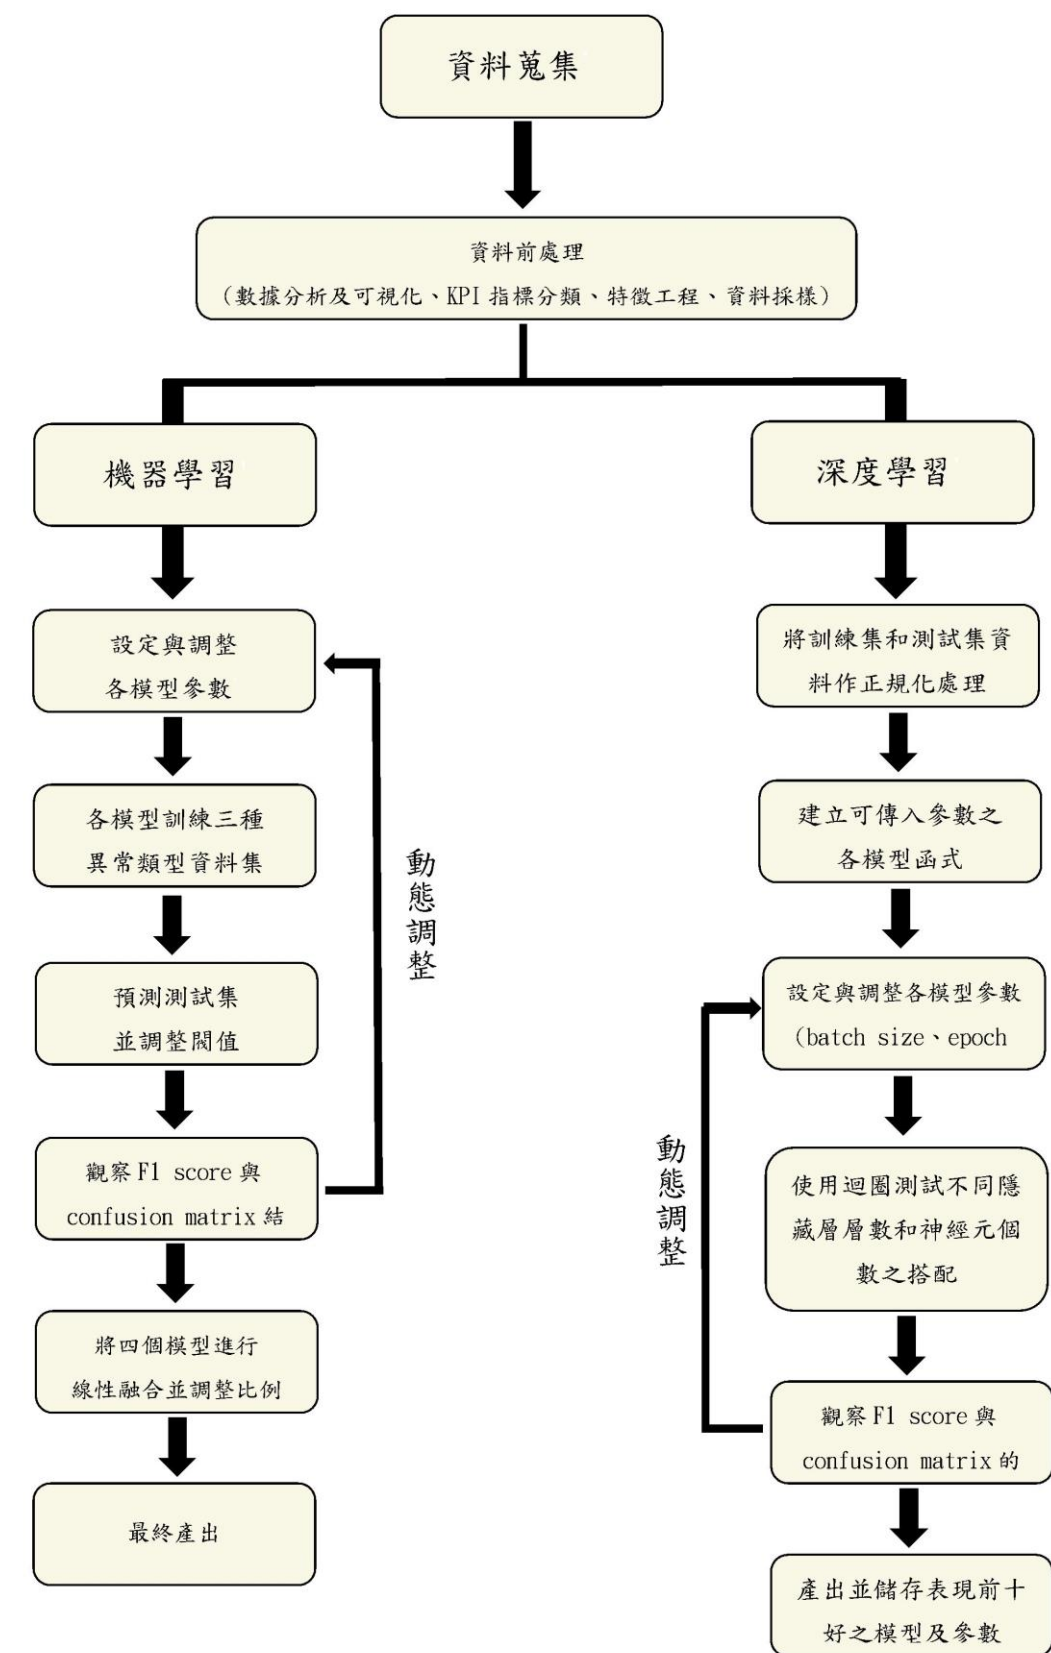 資料蒐集
資料前處理
(數據分析及可視化、KPI 指標分類、特徵工程、資料採樣)
機器學習
設定與調整
各模型參數
各模型訓練三種
異常類型資料集
預測測試集
並調整閥值
觀察 F1 score 與
confusion matrix 結
將四個模型進行
線性融合並調整比例
最終產出
動態調整
深度學習
將訓練集和測試集資
料作正規化處理
建立可傳入參數之
各模型函式
設定與調整各模型參數
(batch size、epoch
使用迴圈測試不同隱
藏層層數和神經元個
數之搭配
觀察 F1 score 與
confusion matrix 的
產出並儲存表現前十
好之模型及參數
動態調整